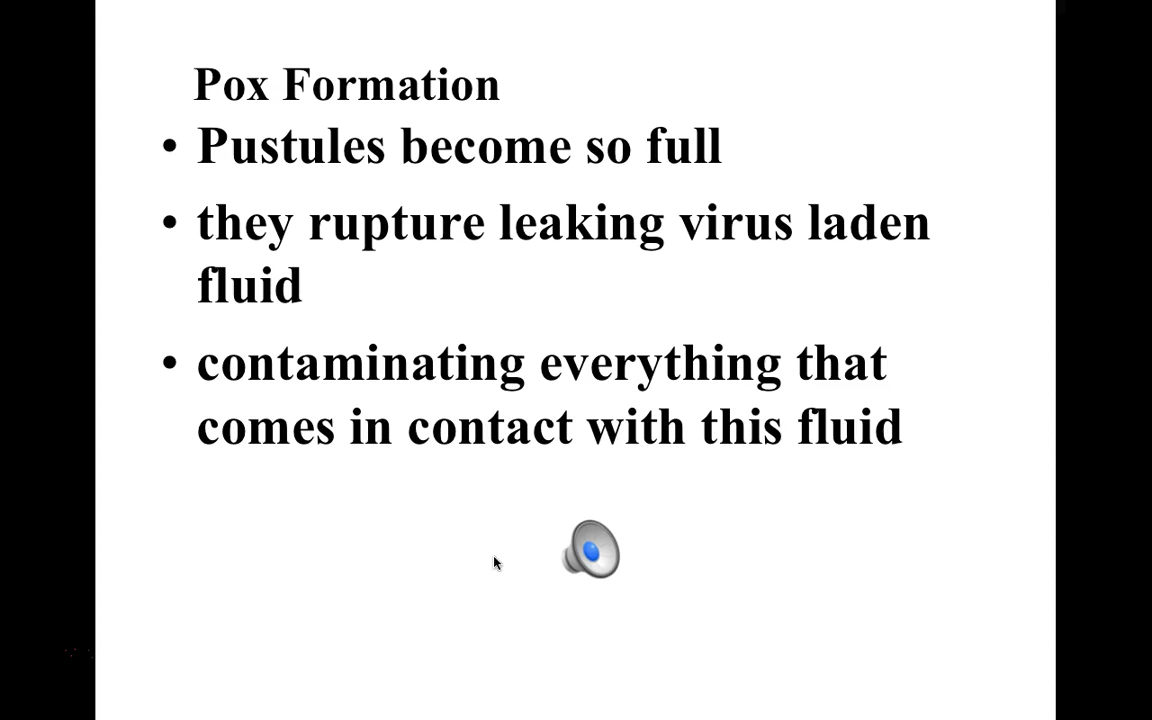 Pox Formation
• Pustules become so full
• they rupture leaking virus laden
fluid
• contaminating everything that
comes in contact with this fluid